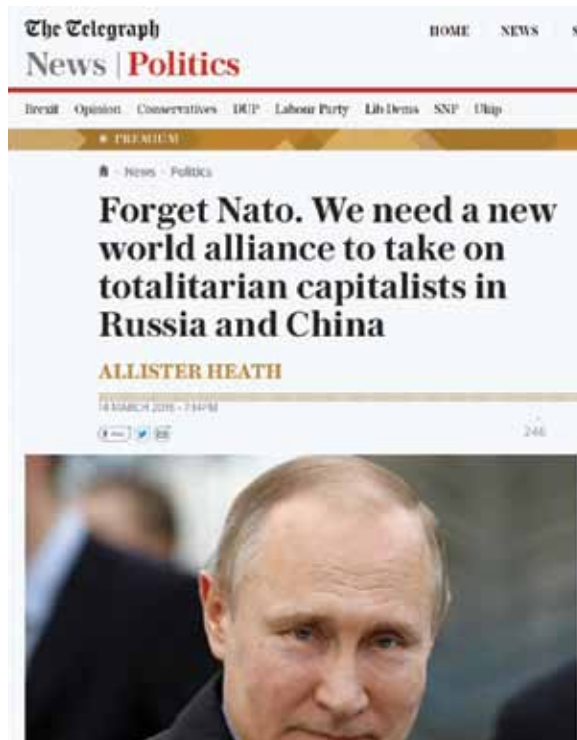 The Telegraph
HOME NEWS S
News | Politics
Brexit Opinion Conservatives DUP Labour Party Lib Dems SNP Ukip
PREMIUM
News Politics
Forget Nato. We need a new
world alliance to take on
totalitarian capitalists in
Russia and China
ALLISTER HEATH
246